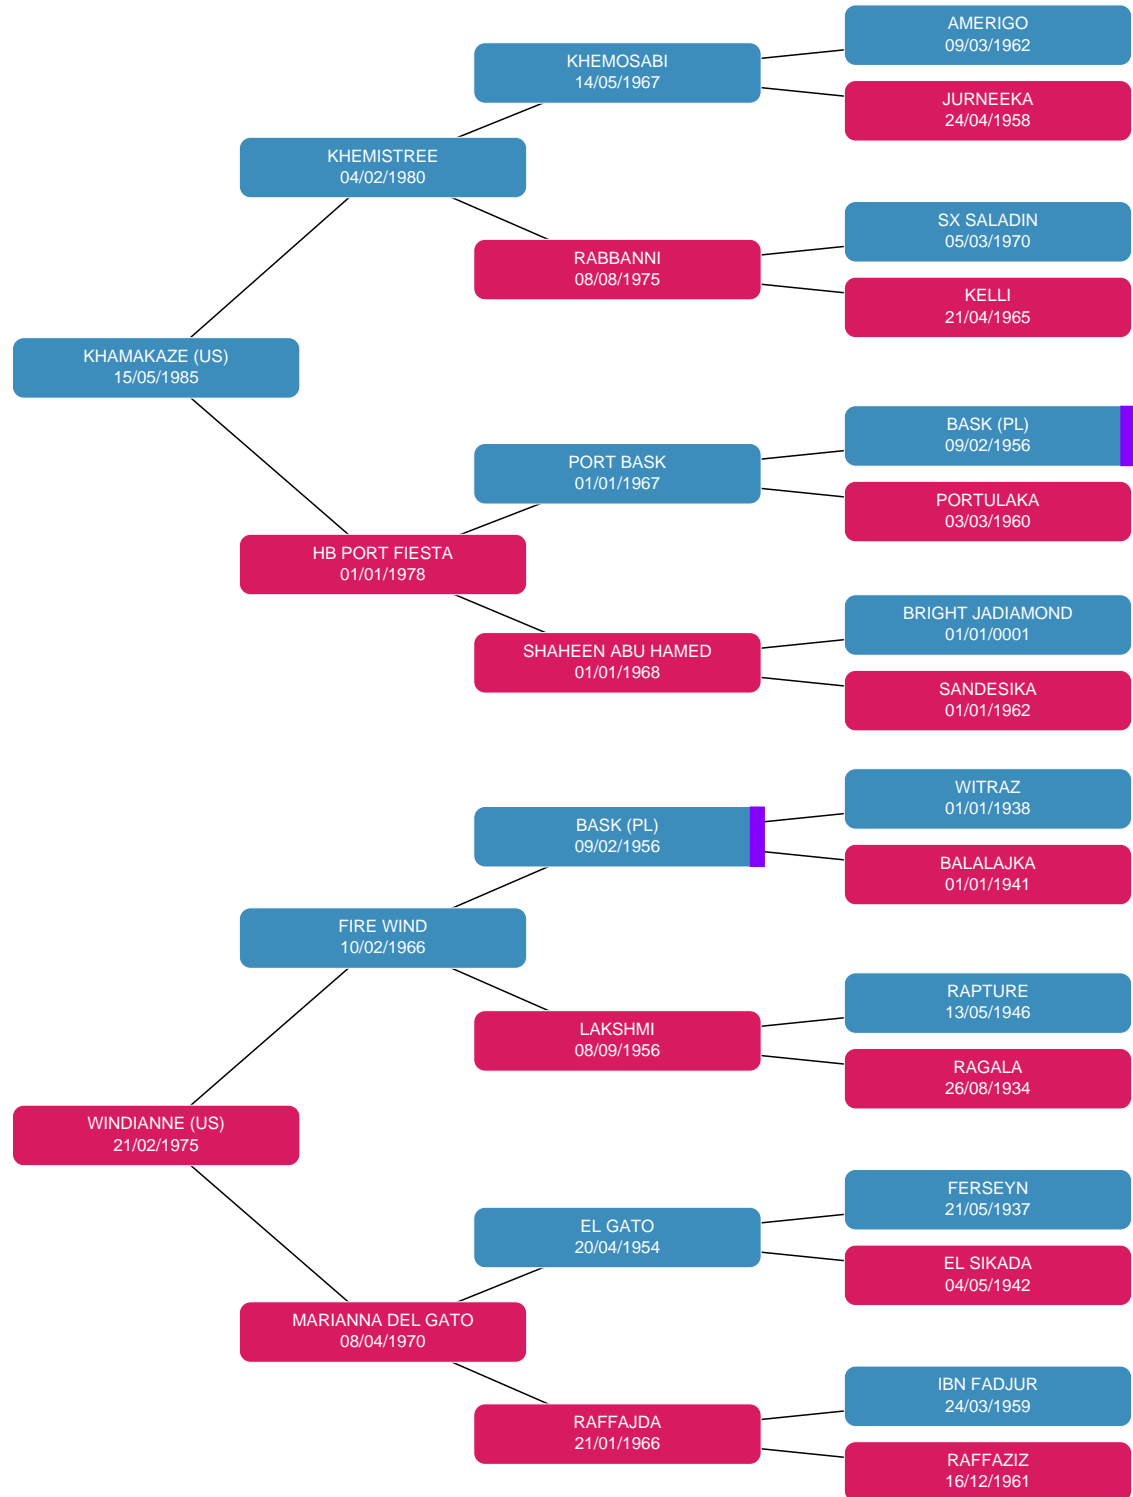 AMERIGO
09/03/1962
KHEMOSABI
14/05/1967
JURNEEKA
24/04/1958
KHEMISTREE
04/02/1980
SX SALADIN
05/03/1970
RABBANNI
08/08/1975
KELLI
21/04/1965
KHAMAKAZE (US)
15/05/1985
BASK (PL)
09/02/1956
PORT BASK
01/01/1967
PORTULAKA
03/03/1960
HB PORT FIESTA
01/01/1978
BRIGHT JADIAMOND
01/01/0001
SHAHEEN ABU HAMED
01/01/1968
SANDESIKA
01/01/1962
WITRAZ
01/01/1938
BASK (PL)
09/02/1956
BALALAJKA
01/01/1941
FIRE WIND
10/02/1966
RAPTURE
13/05/1946
LAKSHMI
08/09/1956
RAGALA
26/08/1934
WINDIANNE (US)
21/02/1975
FERSEYN
21/05/1937
EL GATO
20/04/1954
EL SIKADA
04/05/1942
MARIANNA DEL GATO
08/04/1970
IBN FADJUR
24/03/1959
RAFFAJDA
21/01/1966
RAFFAZIZ
16/12/1961